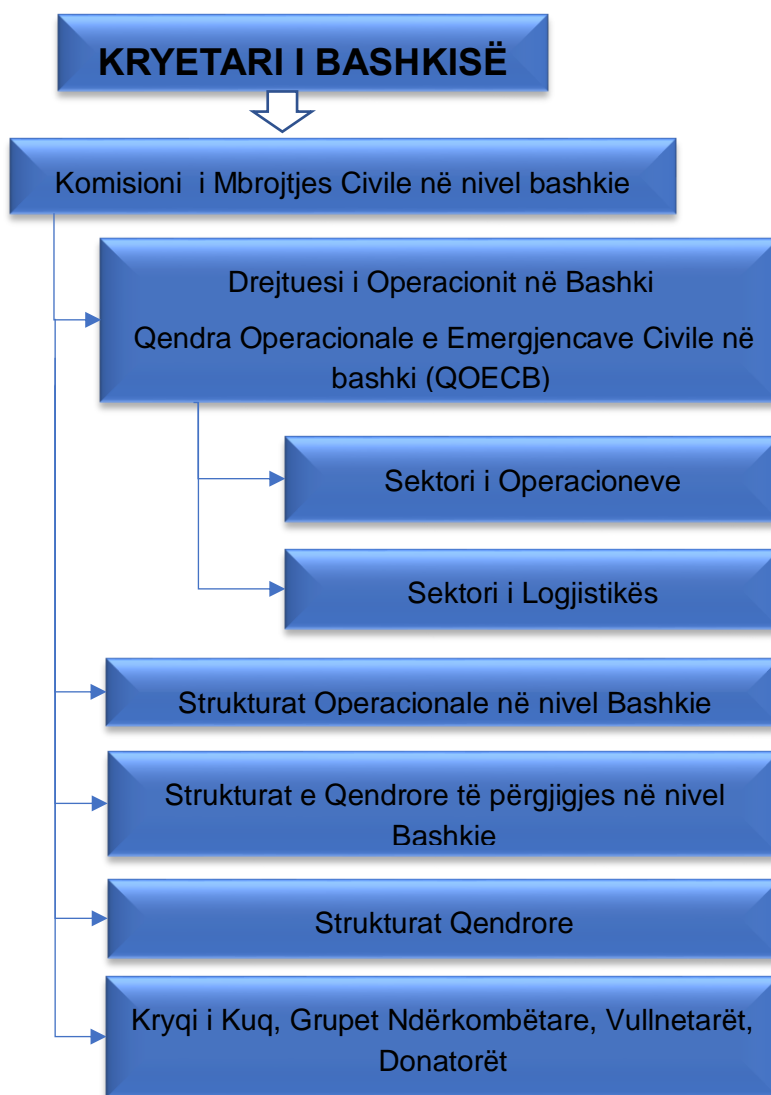 KRYETARI I BASHKISË
Komisioni i Mbrojtjes Civile në nivel bashkie
Drejtuesi i Operacionit në Bashki
Qendra Operacionale e Emergjencave Civile në
bashki (QOECB)
Sektori i Operacioneve
Sektori i Logjistikës
Strukturat Operacionale në nivel Bashkie
Strukturat e Qendrore të përgjigjes në nivel
Bashkie
Strukturat Qendrore
Kryqi i Kuq, Grupet Ndërkombëtare, Vullnetarët,
Donatorët